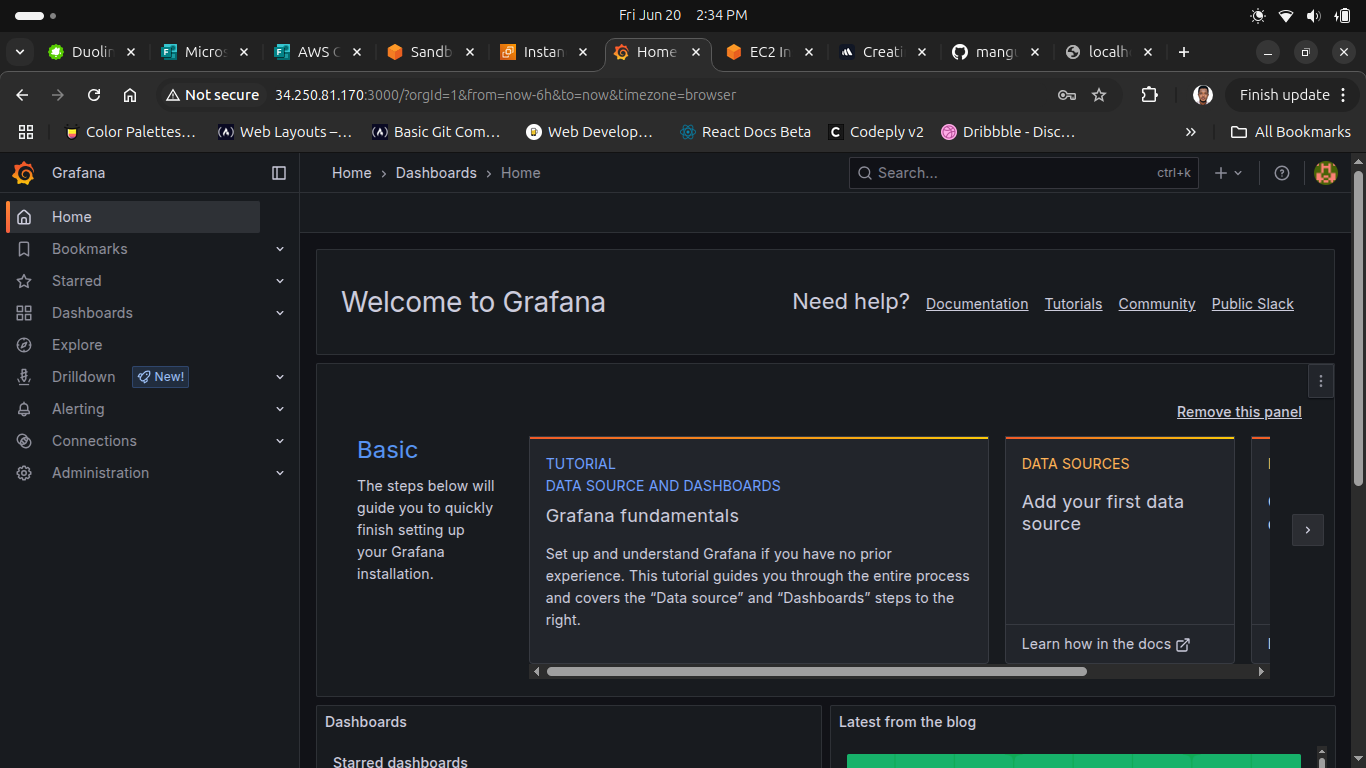 Fri Jun 20 2:34 PM
Duolin
Micros
AWS C
Sandb
Instan
Home
EC2 In
Creati
mangu
localh
Not secure
34.250.81.170:3000/?orgId=1&from=now-6h&to=now&timezone=browser
Finish update
Color Palettes...
Web Layouts –...
Basic Git Com...
Web Develop...
React Docs Beta
Codeply v2
Dribbble - Disc...
All Bookmarks
Grafana
Home › Dashboards › Home
Search...
ctrl+k
Home
Bookmarks
Starred
Dashboards
Explore
Drilldown New!
Alerting
Connections
Administration
Welcome to Grafana
Need help?
Documentation
Tutorials
Community
Public Slack
Remove this panel
Basic
The steps below will
guide you to quickly
finish setting up
your Grafana
installation.
TUTORIAL
DATA SOURCE AND DASHBOARDS
Grafana fundamentals
Set up and understand Grafana if you have no prior
experience. This tutorial guides you through the entire process
and covers the “Data source” and “Dashboards” steps to the
right.
DATA SOURCES
Add your first data
source
Learn how in the docs
Dashboards
Starred dashboards
Latest from the blog